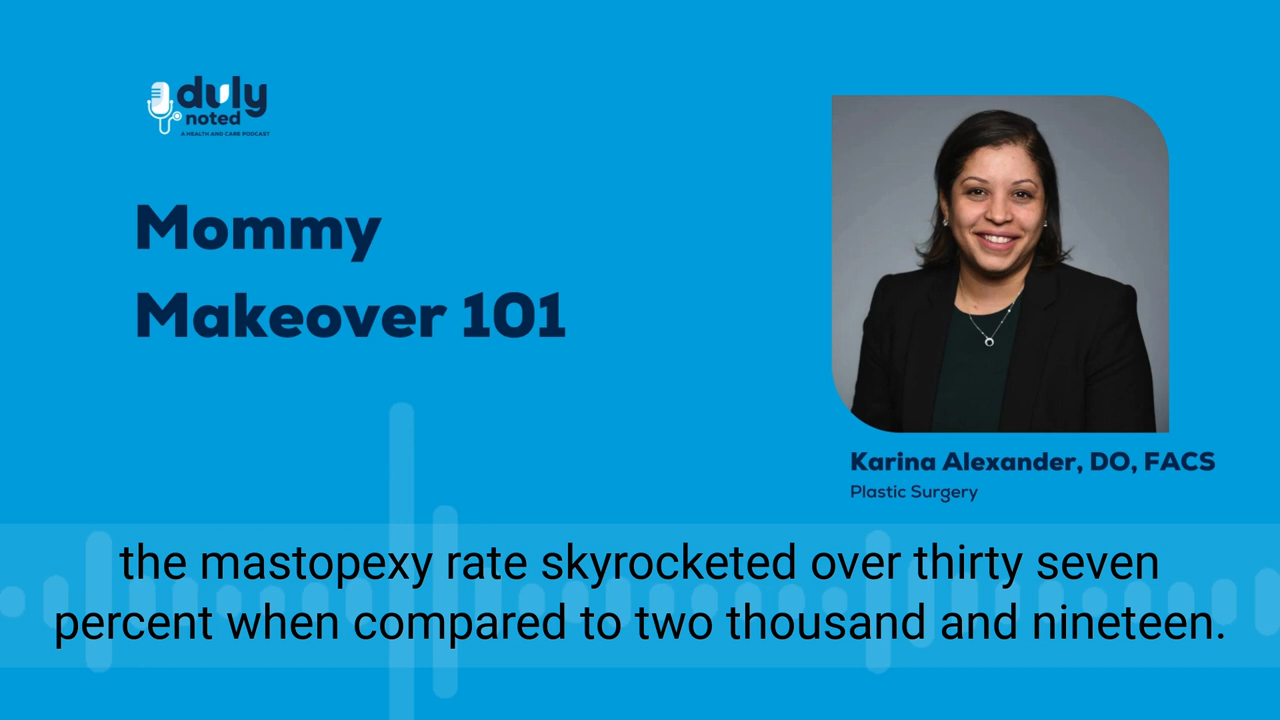 duly
noted
A HEALTH AND CARE PODCAST
Mommy
Makeover 101
Karina Alexander, DO, FACS
Plastic Surgery
the mastopexy rate skyrocketed over thirty seven
percent when compared to two thousand and nineteen.